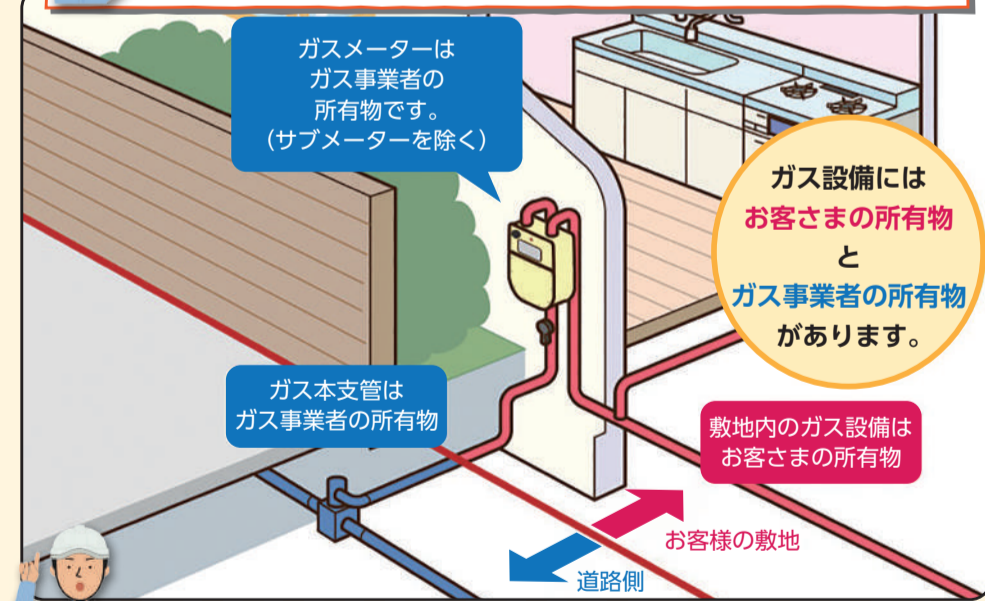 ガスメーターは
ガス事業者の
所有物です。
(サブメーターを除く)
ガス設備には
お客さまの所有物
と
ガス事業者の所有物
があります。
ガス本支管は
ガス事業者の所有物
敷地内のガス設備は
お客さまの所有物
お客様の敷地
道路側